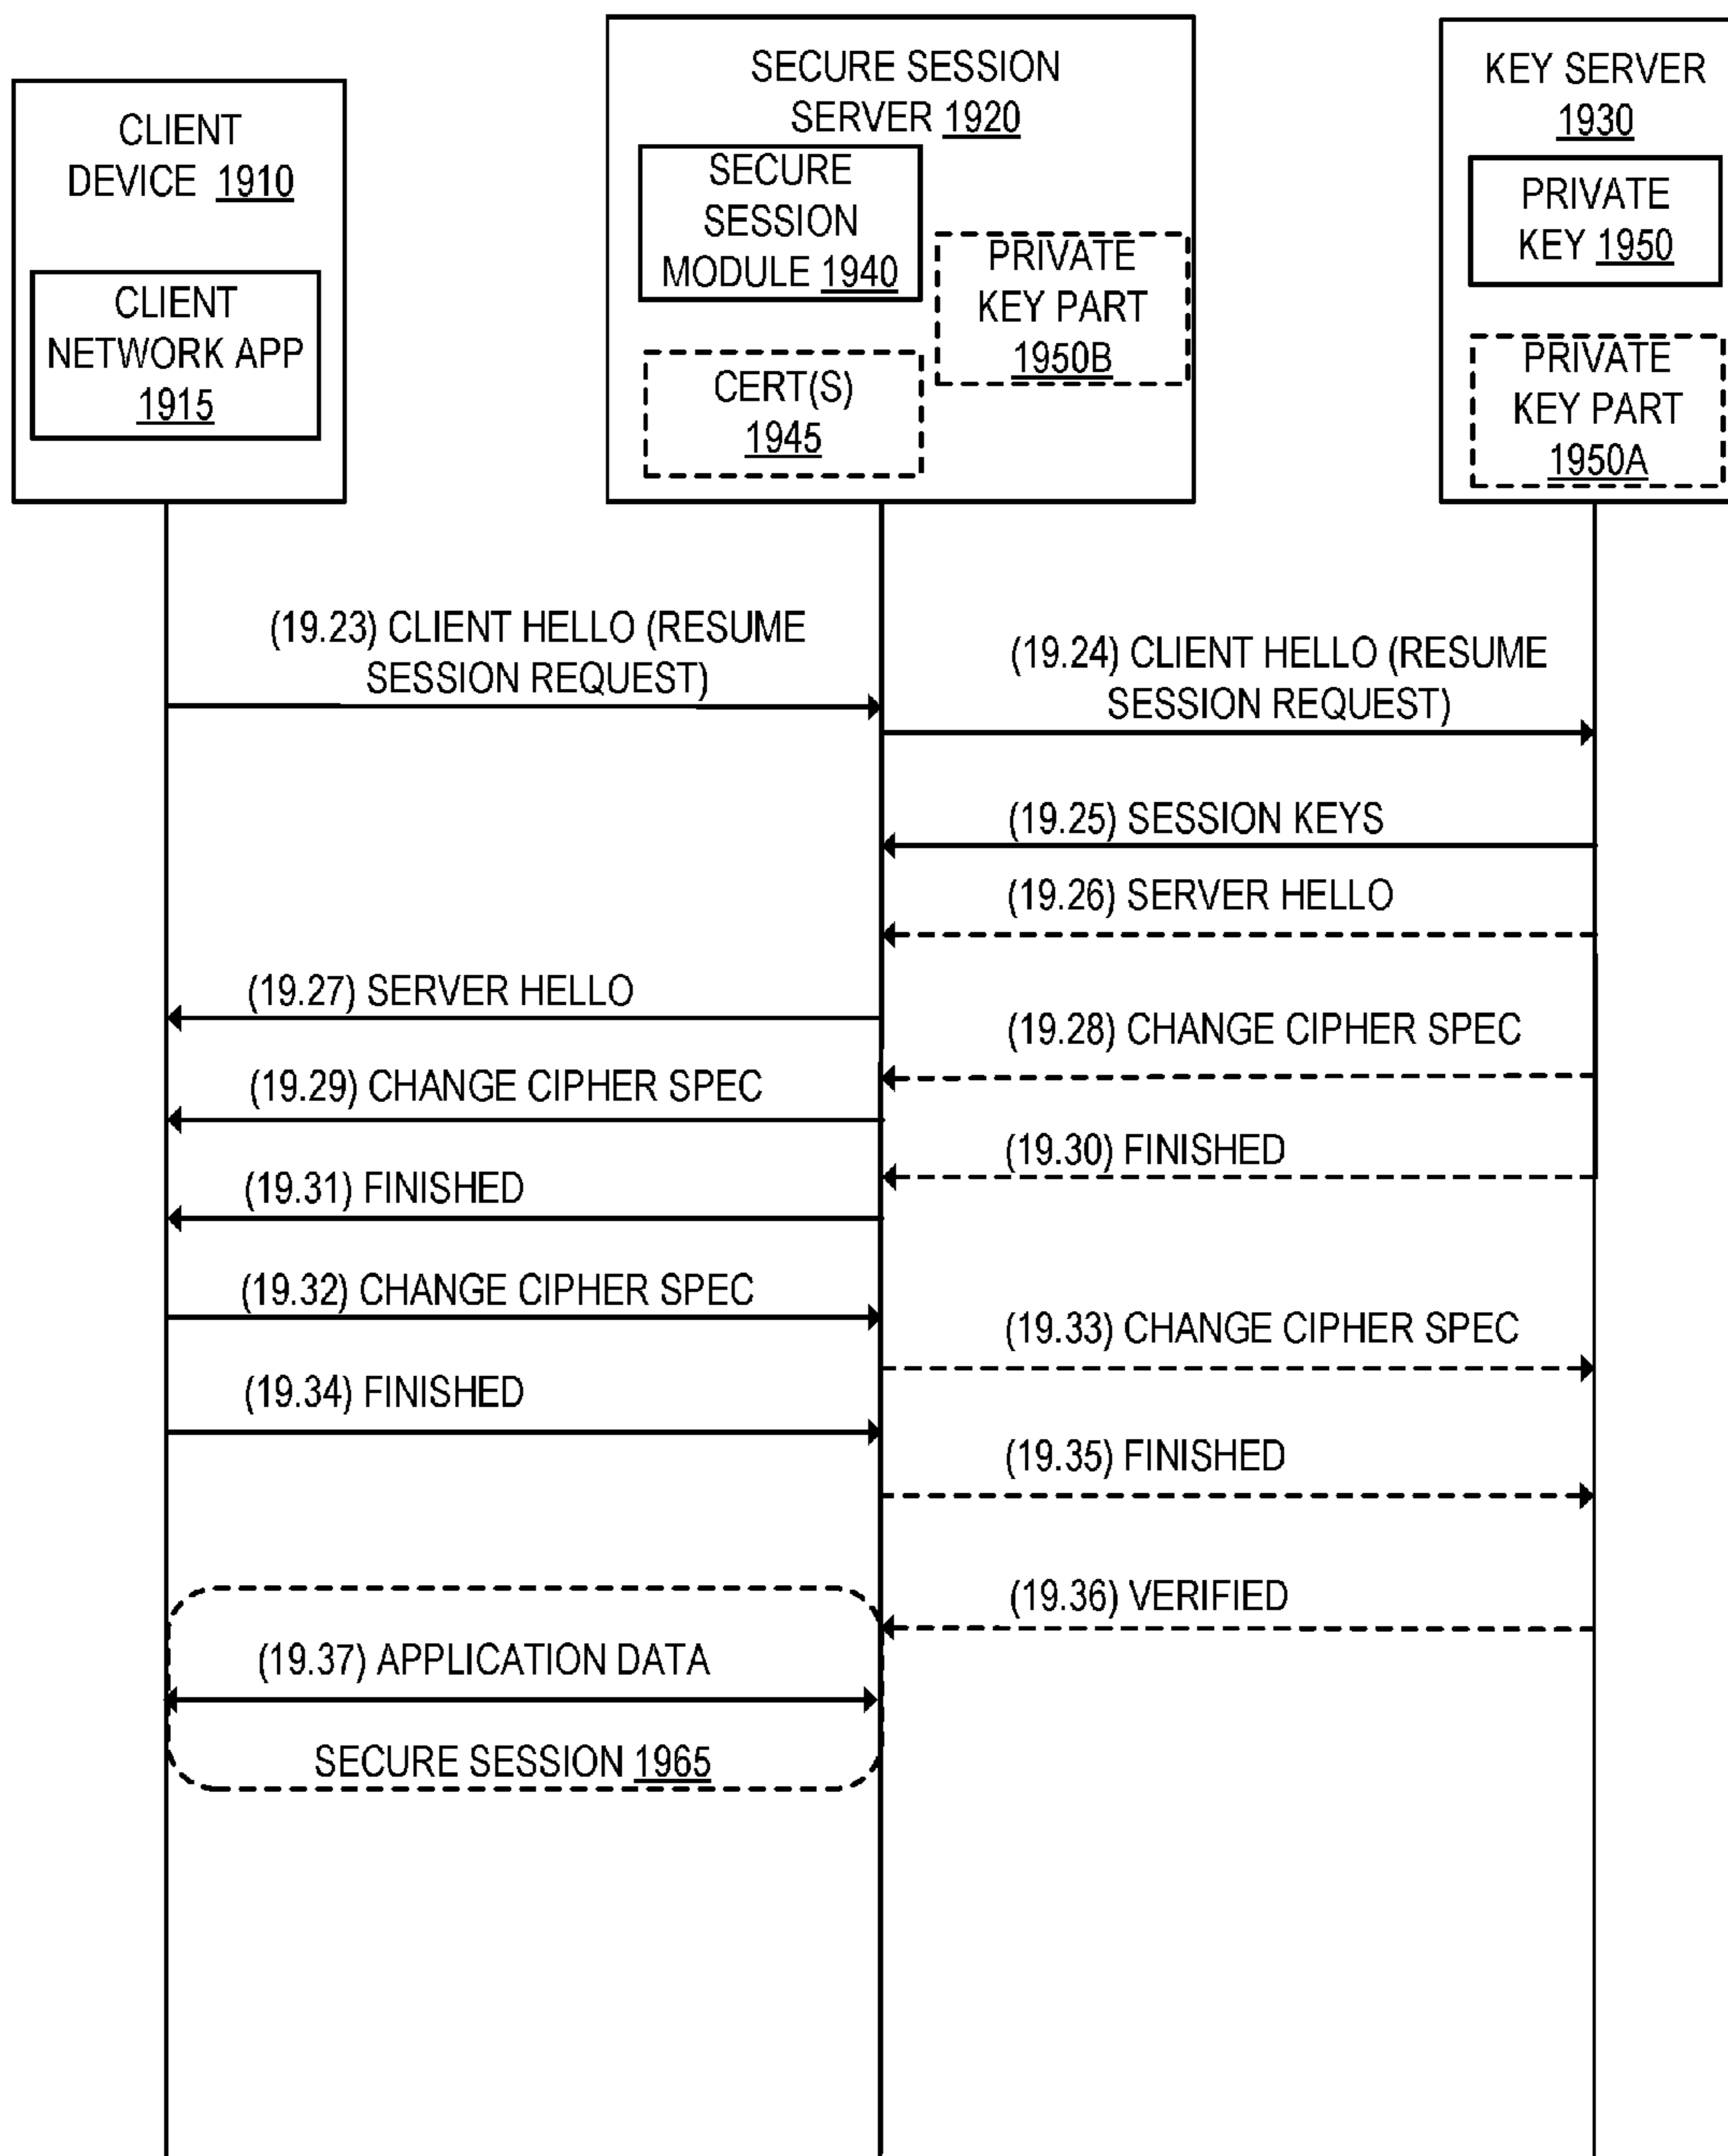 CLIENT
DEVICE 1910
CLIENT
NETWORK APP
1915
SECURE SESSION
SERVER 1920
SECURE
SESSION
MODULE 1940
PRIVATE
KEY PART
1950B
CERT(S)
1945
KEY SERVER
1930
PRIVATE
KEY 1950
PRIVATE
KEY PART
1950A
(19.23) CLIENT HELLO (RESUME
SESSION REQUEST)
(19.24) CLIENT HELLO (RESUME
SESSION REQUEST)
(19.25) SESSION KEYS
(19.26) SERVER HELLO
(19.27) SERVER HELLO
(19.28) CHANGE CIPHER SPEC
(19.29) CHANGE CIPHER SPEC
(19.30) FINISHED
(19.31) FINISHED
(19.32) CHANGE CIPHER SPEC
(19.33) CHANGE CIPHER SPEC
(19.34) FINISHED
(19.35) FINISHED
(19.36) VERIFIED
(19.37) APPLICATION DATA
SECURE SESSION 1965